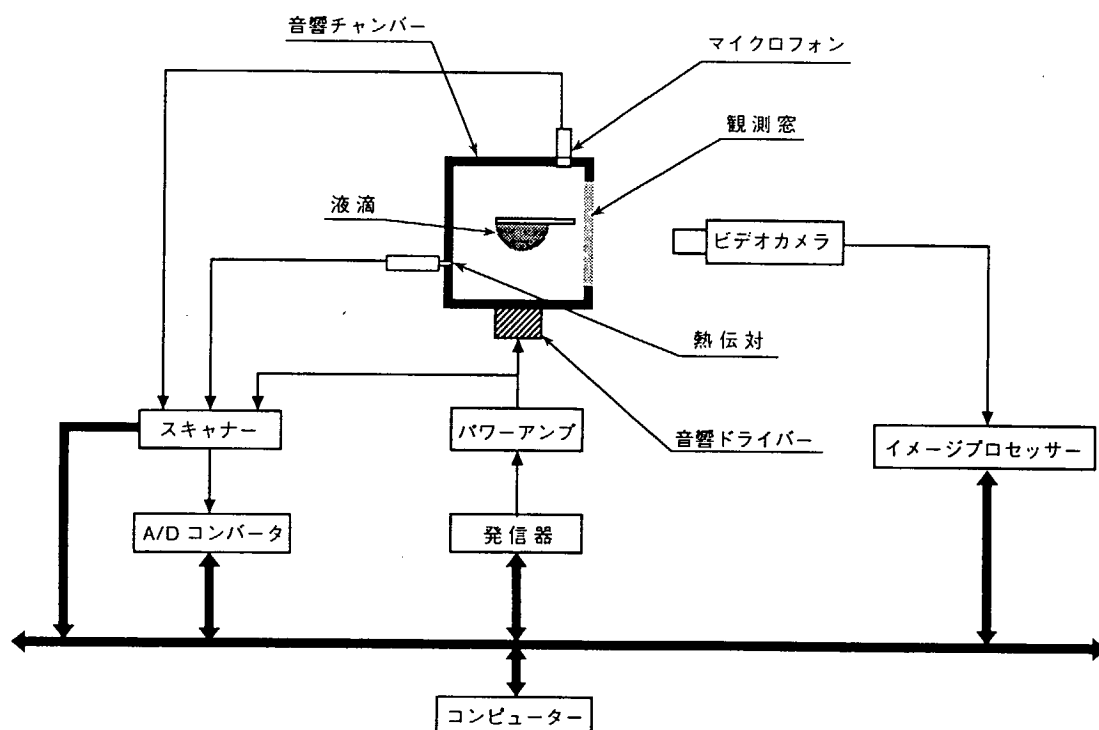 音響チャンバー
マイクロフォン
観測窓
液滴
ビデオカメラ
熱伝対
スキャナー
パワーアンプ
音響ドライバー
イメージプロセッサー
A/D コンバータ
発信器
コンピューター